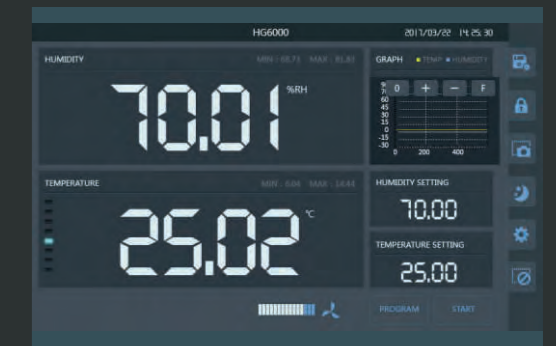 HG6000
2017/03/22 14:25:30
HUMIDITY
MIN : 68.71 MAX : 81.81
70.01 %RH
GRAPH TEMP HUMIDITY
0 + − F
60
45
30
15
0
-15
-30
0 200 400
TEMPERATURE
25.02 °C
HUMIDITY SETTING
70.00
TEMPERATURE SETTING
25.00
PROGRAM START